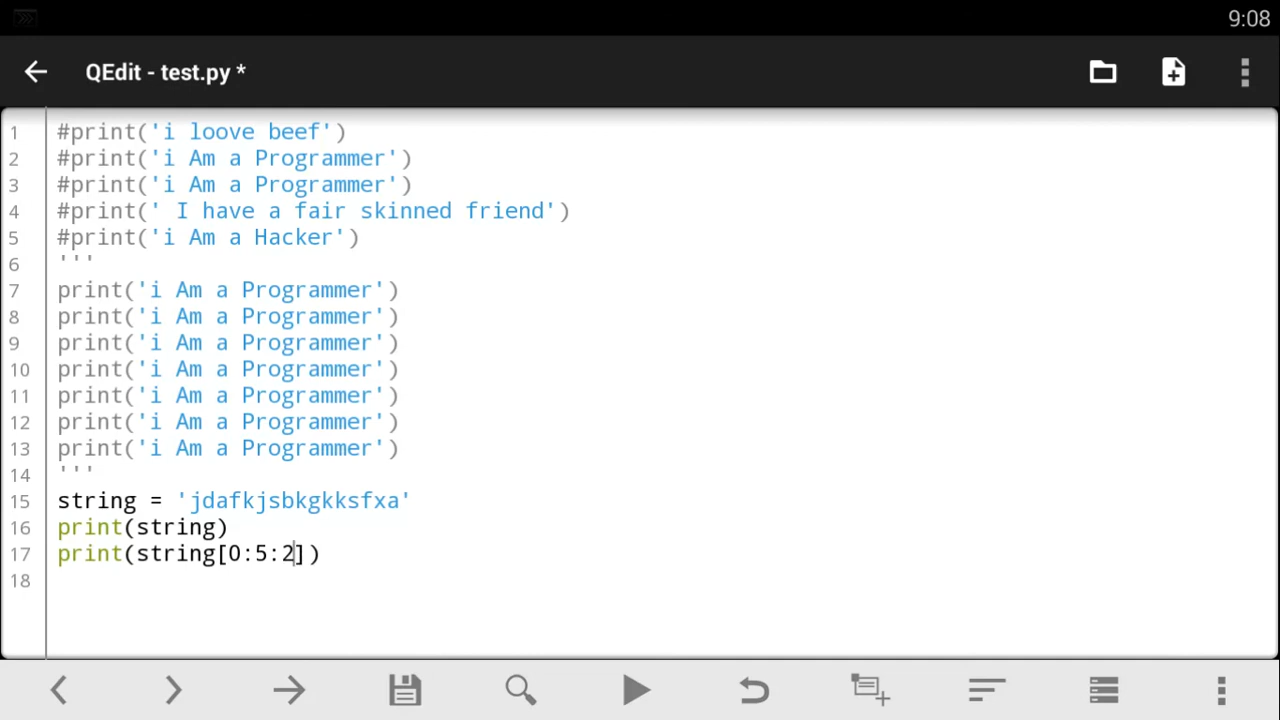 9:08
QEdit - test.py *
1 #print('i loove beef')
2 #print('i Am a Programmer')
3 #print('i Am a Programmer')
4 #print(' I have a fair skinned friend')
5 #print('i Am a Hacker')
6 '''
7 print('i Am a Programmer')
8 print('i Am a Programmer')
9 print('i Am a Programmer')
10 print('i Am a Programmer')
11 print('i Am a Programmer')
12 print('i Am a Programmer')
13 print('i Am a Programmer')
14 '''
15 string = 'jdafkjsbkgkksfxa'
16 print(string)
17 print(string[0:5:2])
18